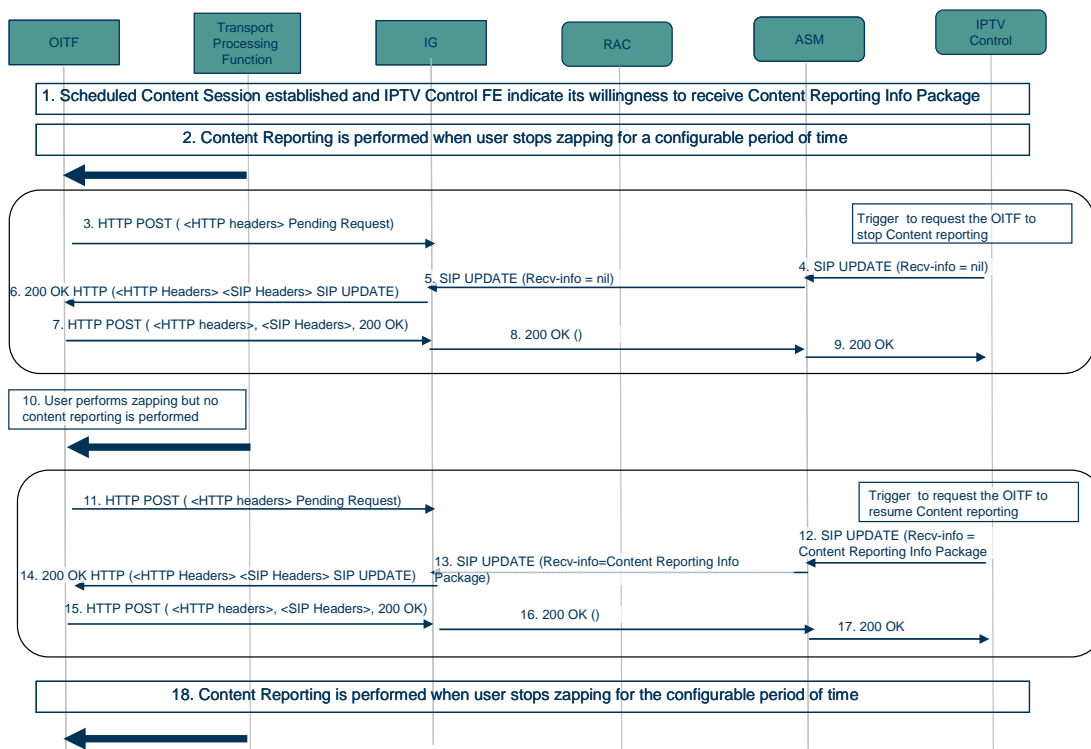 OITF
Transport
Processing
Function
IG
RAC
ASM
IPTV
Control
1. Scheduled Content Session established and IPTV Control FE indicate its willingness to receive Content Reporting Info Package
2. Content Reporting is performed when user stops zapping for a configurable period of time
3. HTTP POST ( <HTTP headers> Pending Request)
Trigger to request the OITF to
stop Content reporting
4. SIP UPDATE (Recv-info = nil)
5. SIP UPDATE (Recv-info = nil)
6. 200 OK HTTP (<HTTP Headers> <SIP Headers> SIP UPDATE)
7. HTTP POST ( <HTTP headers>, <SIP Headers>, 200 OK)
8. 200 OK ()
9. 200 OK
10. User performs zapping but no
content reporting is performed
11. HTTP POST ( <HTTP headers> Pending Request)
Trigger to request the OITF to
resume Content reporting
12. SIP UPDATE (Recv-info =
Content Reporting Info Package
13. SIP UPDATE (Recv-info=Content Reporting Info
Package)
14. 200 OK HTTP (<HTTP Headers> <SIP Headers> SIP UPDATE)
15. HTTP POST ( <HTTP headers>, <SIP Headers>, 200 OK)
16. 200 OK ()
17. 200 OK
18. Content Reporting is performed when user stops zapping for the configurable period of time